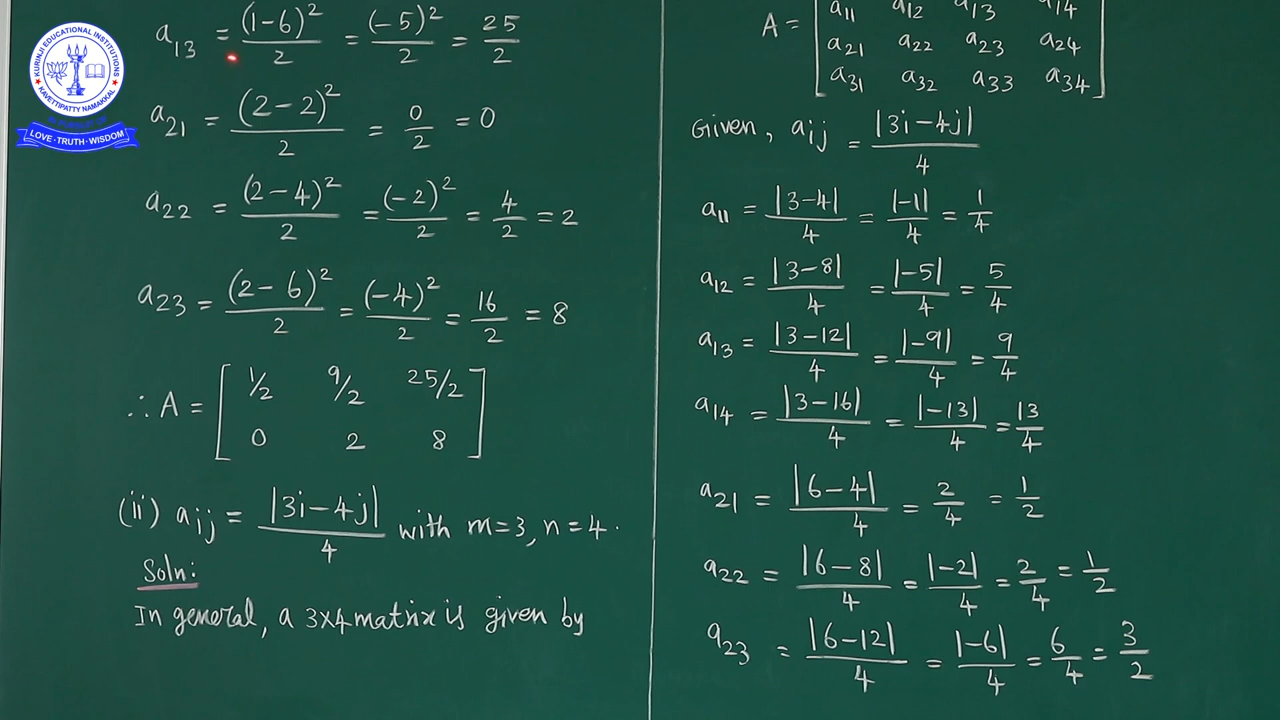 KURINJI EDUCATIONAL INSTITUTIONS
KAVETTIPATTY NAMAKKAL
IN PURSUIT OF
LOVE · TRUTH · WISDOM
a13 = (1-6)²/2 = (-5)²/2 = 25/2
a21 = (2-2)²/2 = 0/2 = 0
a22 = (2-4)²/2 = (-2)²/2 = 4/2 = 2
a23 = (2-6)²/2 = (-4)²/2 = 16/2 = 8
∴ A = [ 1/2 9/2 25/2
0 2 8 ]
(ii) aij = |3i-4j|/4 with m=3, n=4.
Soln:
In general, a 3x4 matrix is given by
A = [ a11 a12 a13 a14
a21 a22 a23 a24
a31 a32 a33 a34 ]
Given, aij = |3i-4j|/4
a11 = |3-4|/4 = |-1|/4 = 1/4
a12 = |3-8|/4 = |-5|/4 = 5/4
a13 = |3-12|/4 = |-9|/4 = 9/4
a14 = |3-16|/4 = |-13|/4 = 13/4
a21 = |6-4|/4 = 2/4 = 1/2
a22 = |6-8|/4 = |-2|/4 = 2/4 = 1/2
a23 = |6-12|/4 = |-6|/4 = 6/4 = 3/2